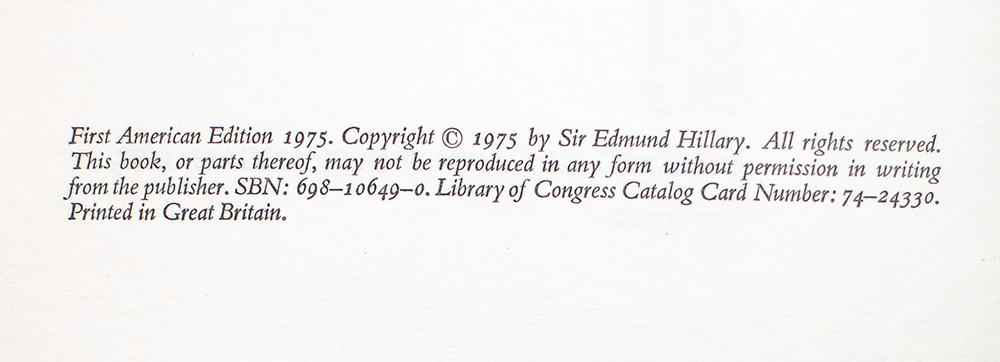 First American Edition 1975. Copyright © 1975 by Sir Edmund Hillary. All rights reserved.
This book, or parts thereof, may not be reproduced in any form without permission in writing
from the publisher. SBN: 698–10649–0. Library of Congress Catalog Card Number: 74–24330.
Printed in Great Britain.